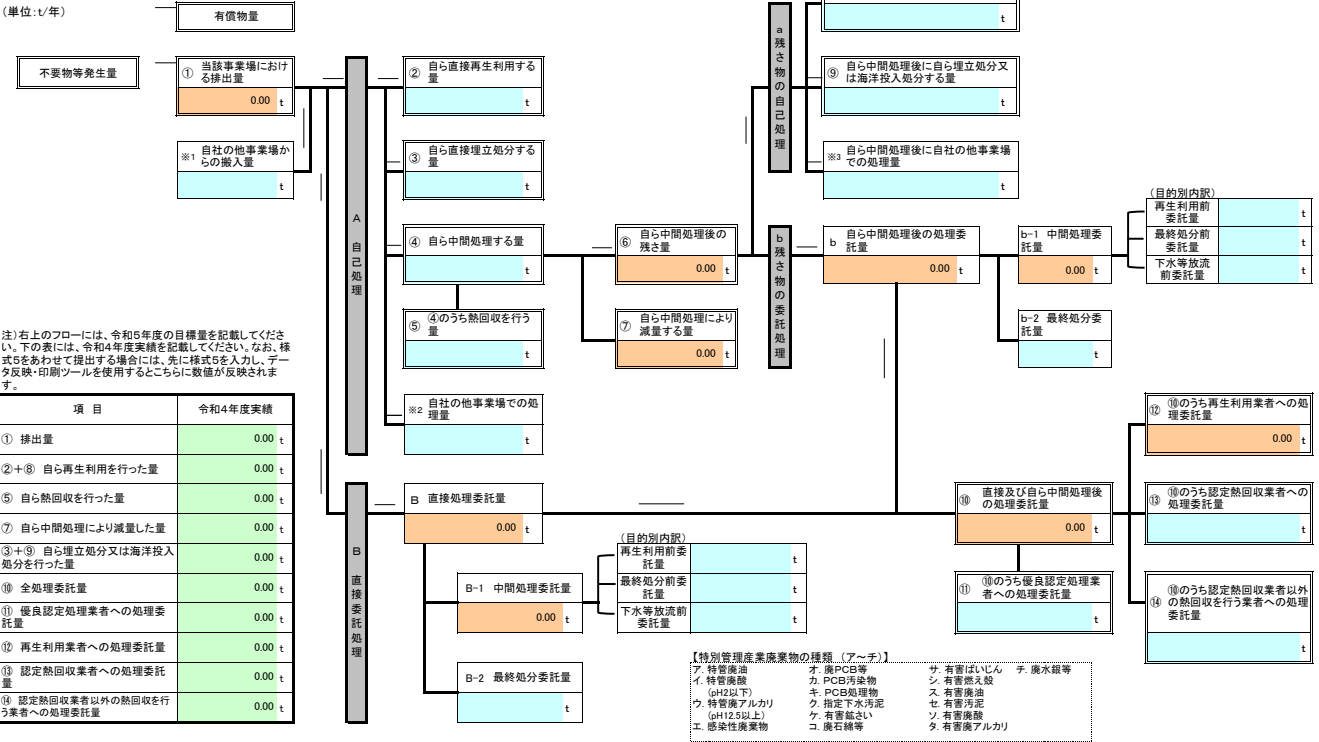 (単位:t/年)
有償物量
不要物等発生量
① 当該事業場におけ
る排出量
0.00 t
※1 自社の他事業場か
らの搬入量
t
A 自己処理
② 自ら直接再生利用する
量
t
③ 自ら直接埋立処分する
量
t
④ 自ら中間処理する量
t
⑤ ④のうち熱回収を行う
量
t
※2 自社の他事業場での処
理量
t
⑥ 自ら中間処理後の
残さ量
0.00 t
⑦ 自ら中間処理により
減量する量
0.00 t
a 残さ物の自己処理
t
⑨ 自ら中間処理後に自ら埋立処分又
は海洋投入処分する量
t
※3 自ら中間処理後に自社の他事業場
での処理量
t
b 残さ物の委託処理
b 自ら中間処理後の処理委
託量
0.00 t
b-1 中間処理委
託量
0.00 t
b-2 最終処分委
託量
t
(目的別内訳)
再生利用前
委託量
t
最終処分前
委託量
t
下水等放流
前委託量
t
注)右上のフローには、令和5年度の目標量を記載してくださ
い。下の表には、令和4年度実績を記載してください。なお、様
式5をあわせて提出する場合には、先に様式5を入力し、デー
タ反映・印刷ツールを使用するとこちらに数値が反映されま
す。
項 目 令和4年度実績
① 排出量 0.00 t
②+⑧ 自ら再生利用を行った量 0.00 t
⑤ 自ら熱回収を行った量 0.00 t
⑦ 自ら中間処理により減量した量 0.00 t
③+⑨ 自ら埋立処分又は海洋投入
処分を行った量 0.00 t
⑩ 全処理委託量 0.00 t
⑪ 優良認定処理業者への処理委
託量 0.00 t
⑫ 再生利用業者への処理委託量 0.00 t
⑬ 認定熱回収業者への処理委託
量 0.00 t
⑭ 認定熱回収業者以外の熱回収を行
う業者への処理委託量 0.00 t
B 直接委託処理
B 直接処理委託量
0.00 t
B-1 中間処理委託量
0.00 t
B-2 最終処分委託量
t
(目的別内訳)
再生利用前委
託量
t
最終処分前委
託量
t
下水等放流前
委託量
t
⑩ 直接及び自ら中間処理後
の処理委託量
0.00 t
⑪ ⑩のうち優良認定処理業
者への処理委託量
t
⑫ ⑩のうち再生利用業者への処
理委託量
0.00 t
⑬ ⑩のうち認定熱回収業者への
処理委託量
t
⑭ ⑩のうち認定熱回収業者以外
の熱回収を行う業者への処理
委託量
t
【特別管理産業廃棄物の種類 (ア~チ)】
ア. 特管廃油 オ. 廃PCB等 サ. 有害ばいじん チ. 廃水銀等
イ. 特管廃酸 カ. PCB汚染物 シ. 有害燃え殻
(pH2以下) キ. PCB処理物 ス. 有害廃油
ウ. 特管廃アルカリ ク. 指定下水汚泥 セ. 有害汚泥
(pH12.5以上) ケ. 有害鉱さい ソ. 有害廃酸
エ. 感染性廃棄物 コ. 廃石綿等 タ. 有害廃アルカリ